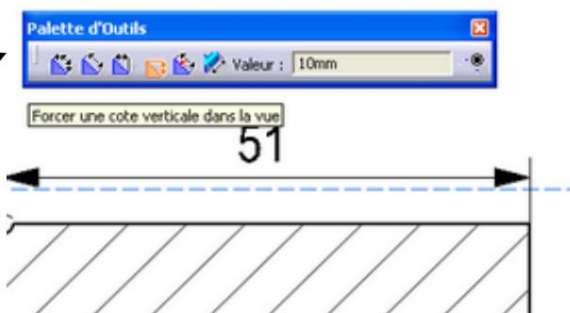 Palette d'Outils
Valeur : 10mm
Forcer une cote verticale dans la vue
51